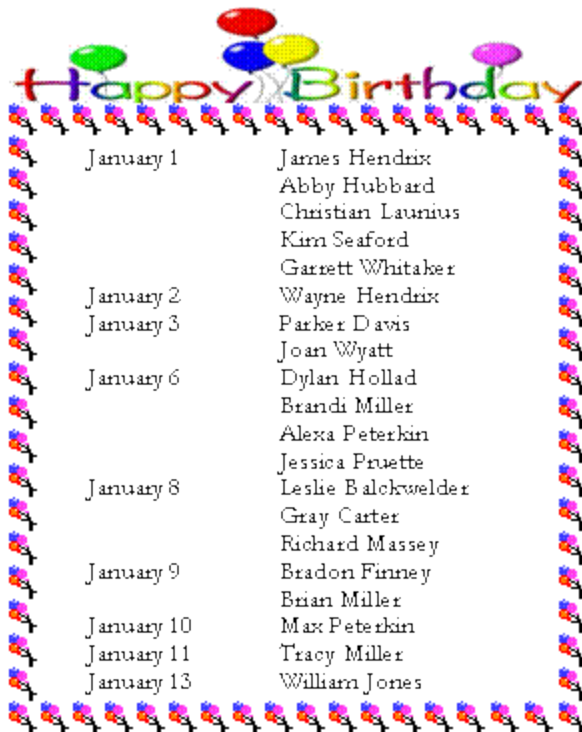 Happy Birthday
January 1 James Hendrix
Abby Hubbard
Christian Launius
Kim Seaford
Garrett Whitaker
January 2 Wayne Hendrix
January 3 Parker Davis
Joan Wyatt
January 6 Dylan Hollad
Brandi Miller
Alexa Peterkin
Jessica Pruette
January 8 Leslie Balckwelder
Gray Carter
Richard Massey
January 9 Bradon Finney
Brian Miller
January 10 Max Peterkin
January 11 Tracy Miller
January 13 William Jones